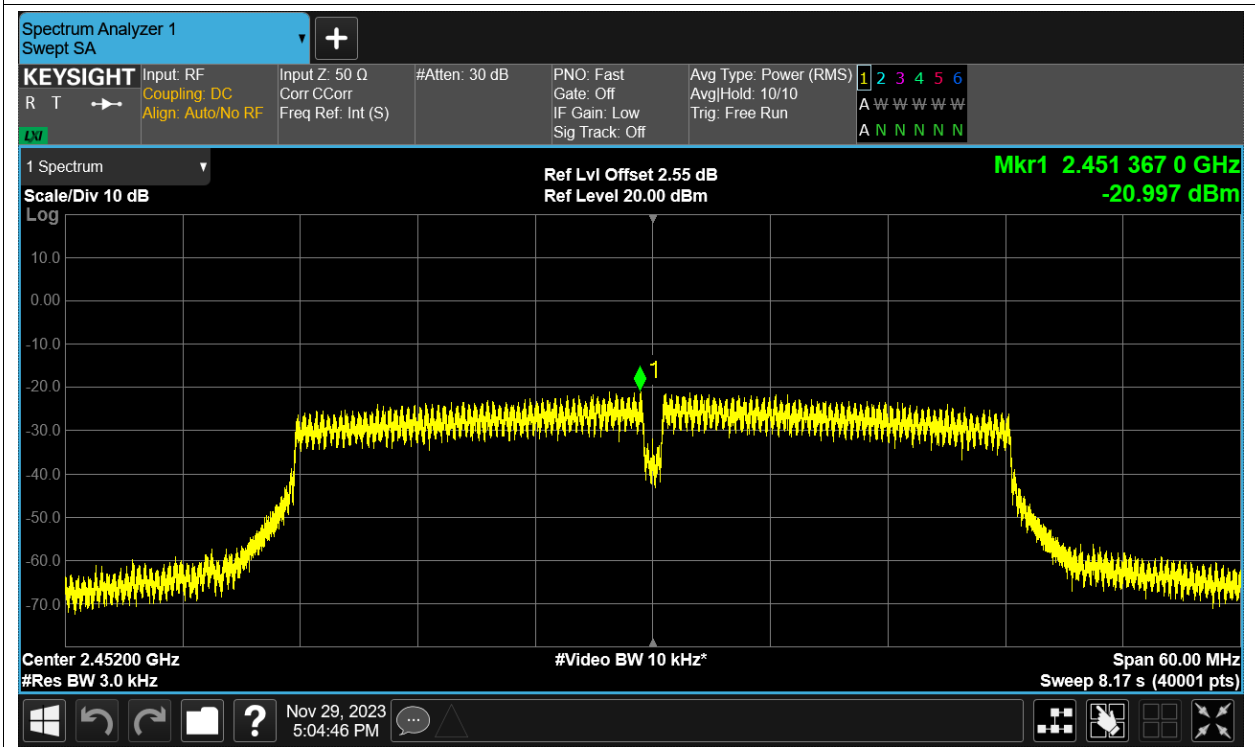 Spectrum Analyzer 1
Swept SA
+
KEYSIGHT
R T
LXI
Input: RF
Coupling: DC
Align: Auto/No RF
Input Z: 50 Ω
Corr CCorr
Freq Ref: Int (S)
#Atten: 30 dB
PNO: Fast
Gate: Off
IF Gain: Low
Sig Track: Off
Avg Type: Power (RMS)
Avg|Hold: 10/10
Trig: Free Run
1 2 3 4 5 6
A W W W W W
A N N N N N
1 Spectrum
Scale/Div 10 dB
Log
Ref Lvl Offset 2.55 dB
Ref Level 20.00 dBm
Mkr1 2.451 367 0 GHz
-20.997 dBm
10.0
0.00
-10.0
-20.0
-30.0
-40.0
-50.0
-60.0
-70.0
1
Center 2.45200 GHz
#Res BW 3.0 kHz
#Video BW 10 kHz*
Span 60.00 MHz
Sweep 8.17 s (40001 pts)
?
Nov 29, 2023
5:04:46 PM